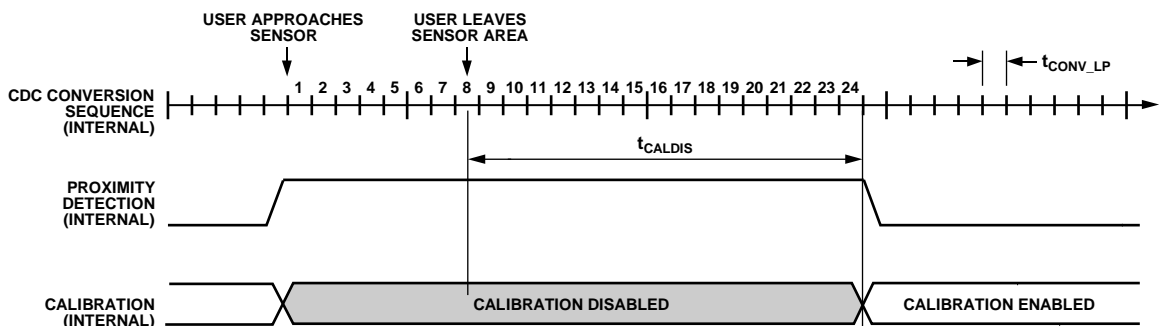 USER APPROACHES
SENSOR
USER LEAVES
SENSOR AREA
tCONV_LP
1 2 3 4 5 6 7 8 9 10 11 12 13 14 15 16 17 18 19 20 21 22 23 24
CDC CONVERSION
SEQUENCE
(INTERNAL)
tCALDIS
PROXIMITY
DETECTION
(INTERNAL)
CALIBRATION
(INTERNAL)
CALIBRATION DISABLED
CALIBRATION ENABLED